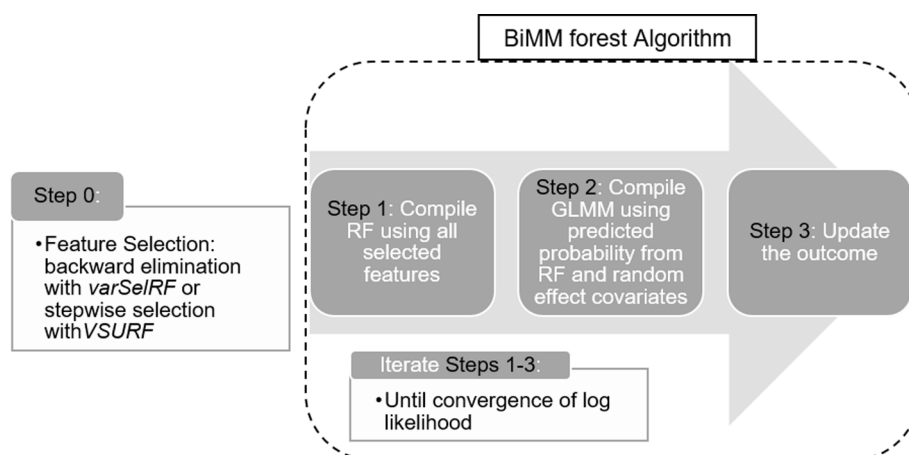 BiMM forest Algorithm
Step 0:
•Feature Selection:
backward elimination
with varSelRF or
stepwise selection
withVSURF
Step 1: Compile
RF using all
selected
features
Step 2: Compile
GLMM using
predicted
probability from
RF and random
effect covariates
Step 3: Update
the outcome
Iterate Steps 1-3:
•Until convergence of log
likelihood